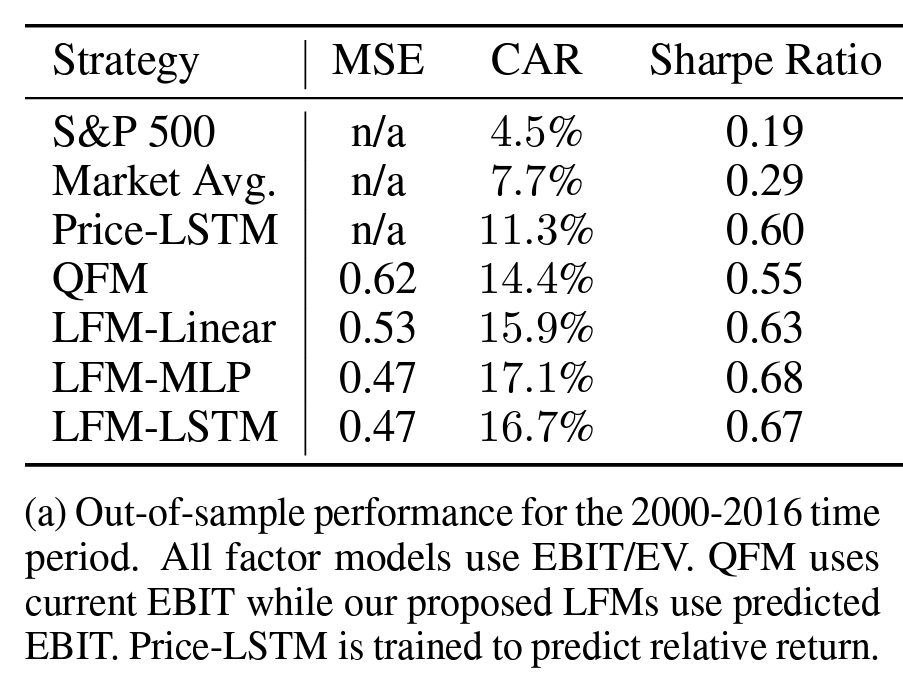 Strategy MSE CAR Sharpe Ratio
S&P 500 n/a 4.5% 0.19
Market Avg. n/a 7.7% 0.29
Price-LSTM n/a 11.3% 0.60
QFM 0.62 14.4% 0.55
LFM-Linear 0.53 15.9% 0.63
LFM-MLP 0.47 17.1% 0.68
LFM-LSTM 0.47 16.7% 0.67
(a) Out-of-sample performance for the 2000-2016 time
period. All factor models use EBIT/EV. QFM uses
current EBIT while our proposed LFMs use predicted
EBIT. Price-LSTM is trained to predict relative return.